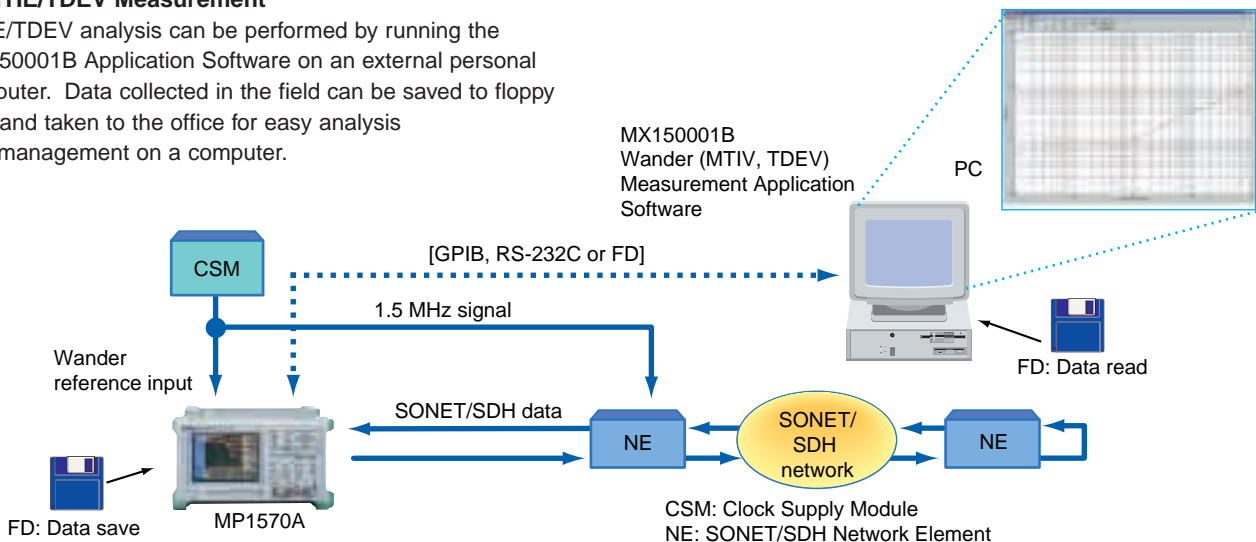 TIE/TDEV Measurement
E/TDEV analysis can be performed by running the
50001B Application Software on an external personal
outer. Data collected in the field can be saved to floppy
and taken to the office for easy analysis
management on a computer.
MX150001B
Wander (MTIV, TDEV)
Measurement Application
Software
PC
CSM
[GPIB, RS-232C or FD]
1.5 MHz signal
Wander
reference input
FD: Data read
SONET/SDH data
NE
SONET/
SDH
network
NE
FD: Data save
MP1570A
CSM: Clock Supply Module
NE: SONET/SDH Network Element